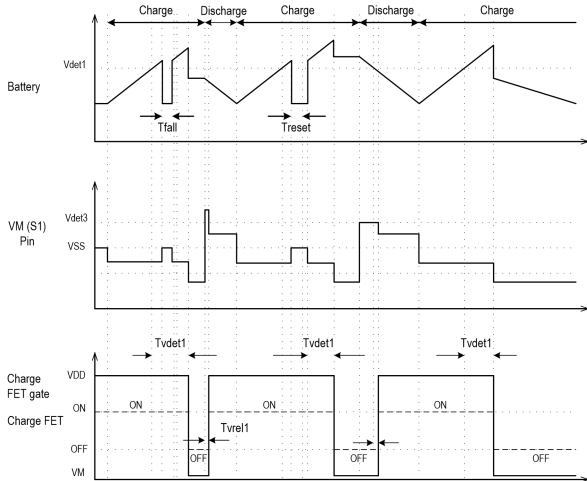 Charge
Discharge
Charge
Discharge
Charge
Vdet1
Battery
Tfall
Treset
Vdet3
VM (S1)
Pin
VSS
Tvdet1
Tvdet1
Tvdet1
Charge
FET gate
VDD
ON
ON
ON
ON
Charge FET
Tvrel1
OFF
OFF
OFF
OFF
VM